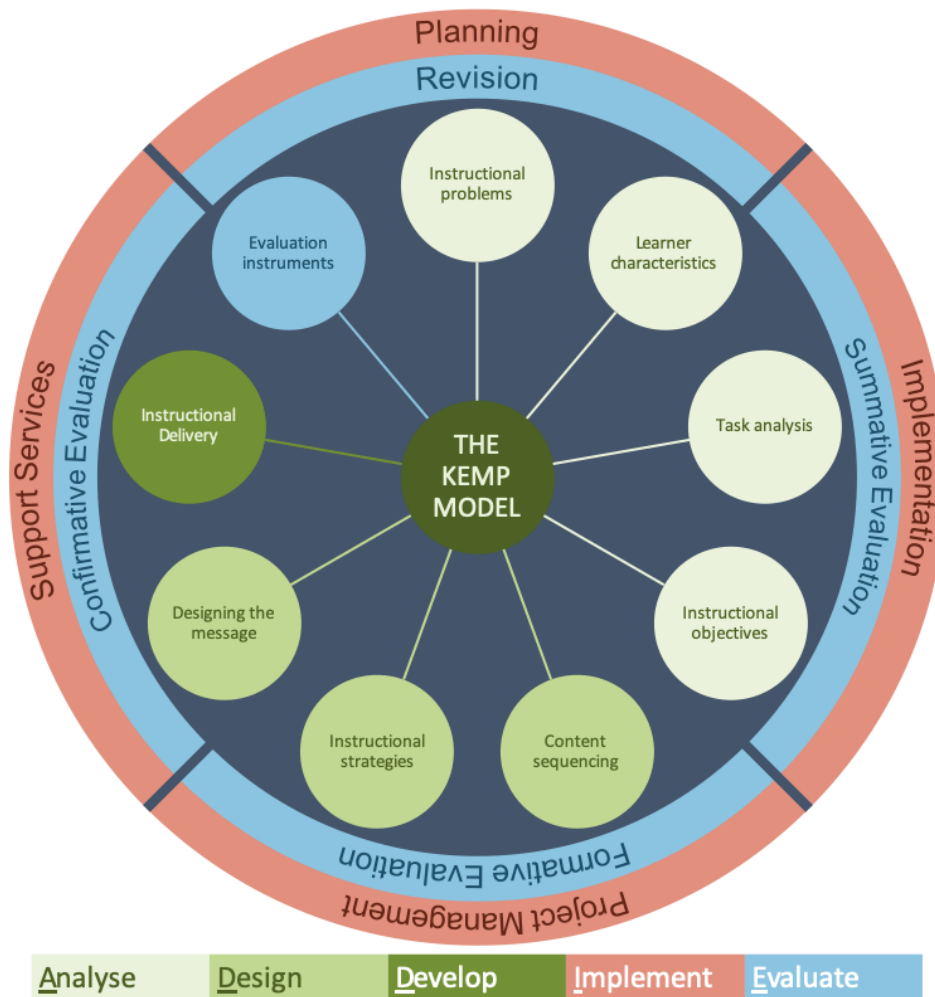 Planning
Revision
Instructional
problems
Learner
characteristics
Task analysis
Instructional
objectives
Content
sequencing
Instructional
strategies
Designing the
message
Instructional
Delivery
Evaluation
instruments
THE
KEMP
MODEL
Summative Evaluation
Implementation
Formative Evaluation
Project Management
Confirmative Evaluation
Support Services
Analyse
Design
Develop
Implement
Evaluate